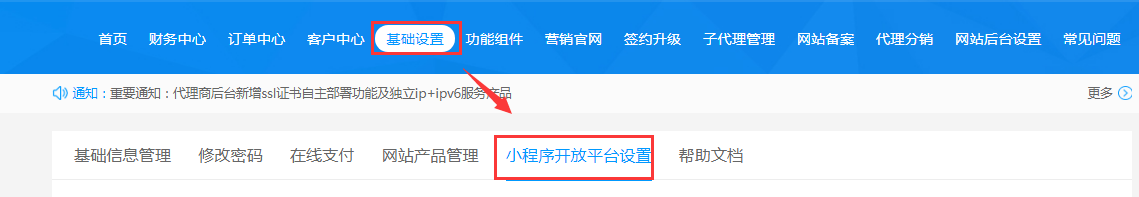 首页 财务中心 订单中心 客户中心 基础设置 功能组件 营销官网 签约升级 子代理管理 网站备案 代理分销 网站后台设置 常见问题
通知：重要通知：代理商后台新增ssl证书自主部署功能及独立ip+ipv6服务产品 更多
基础信息管理 修改密码 在线支付 网站产品管理 小程序开放平台设置 帮助文档